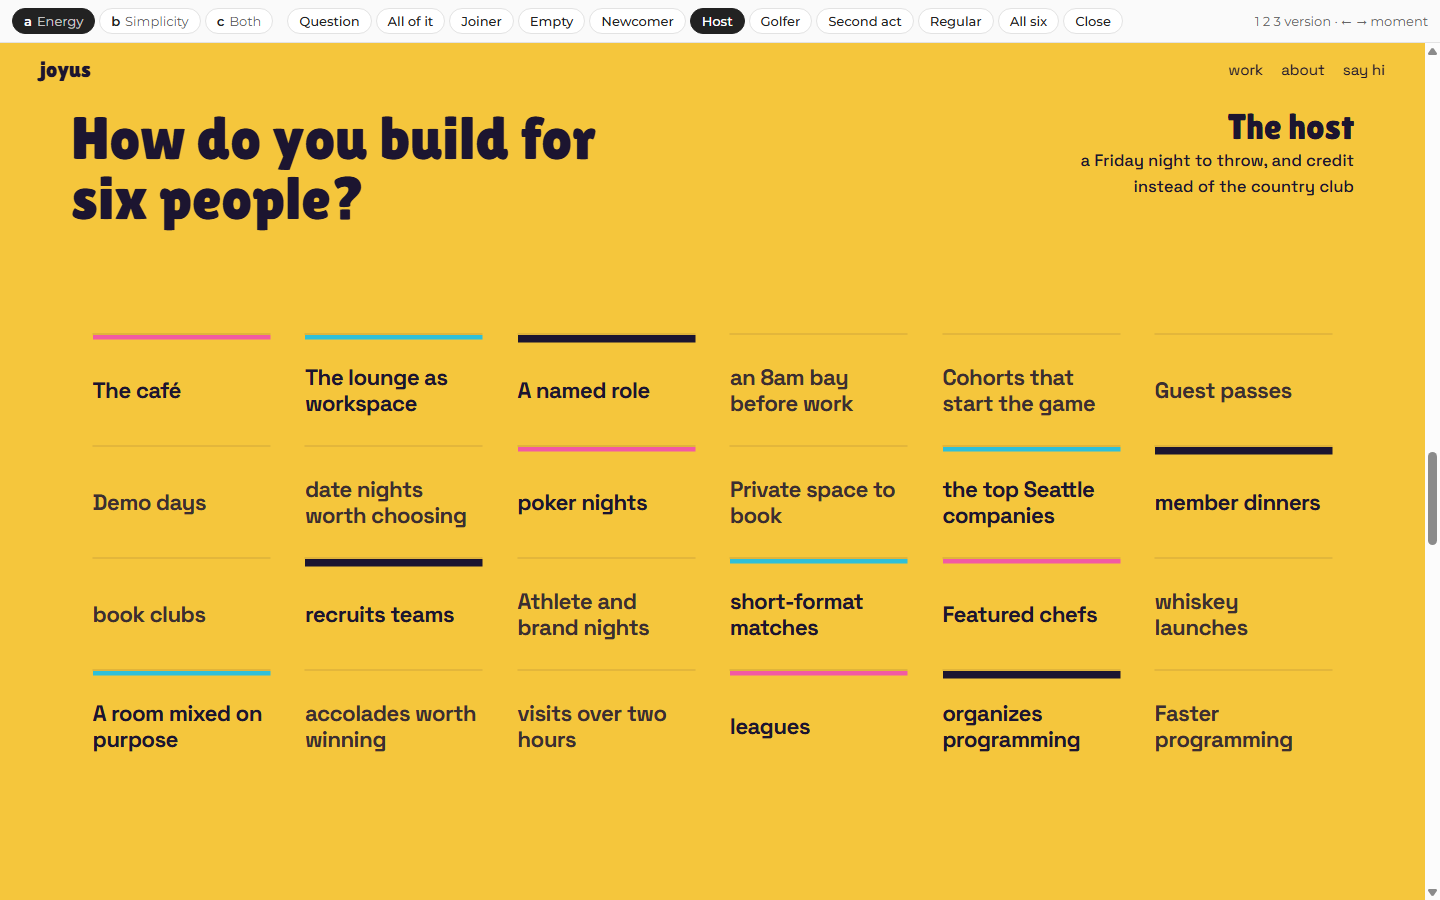 a Energy b Simplicity c Both Question All of it Joiner Empty Newcomer Host Golfer Second act Regular All six Close 1 2 3 version · ← → moment
joyus work about say hi
How do you build for
six people?
The host
a Friday night to throw, and credit
instead of the country club
The café
The lounge as
workspace
A named role
an 8am bay
before work
Cohorts that
start the game
Guest passes
Demo days
date nights
worth choosing
poker nights
Private space to
book
the top Seattle
companies
member dinners
book clubs
recruits teams
Athlete and
brand nights
short-format
matches
Featured chefs
whiskey
launches
A room mixed on
purpose
accolades worth
winning
visits over two
hours
leagues
organizes
programming
Faster
programming